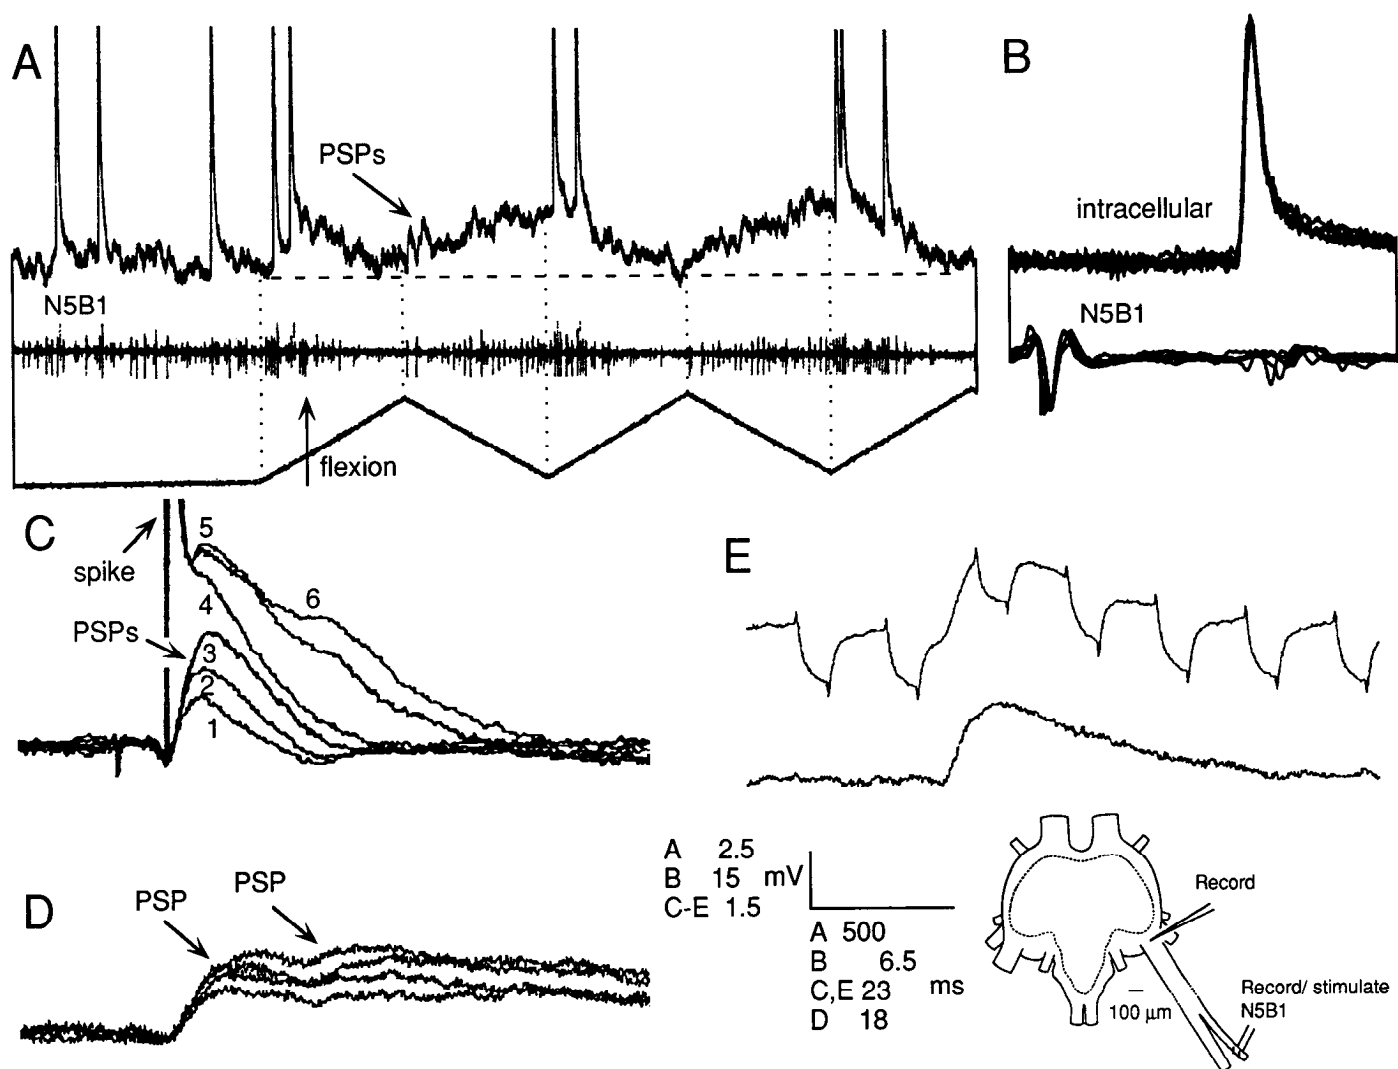 A
PSPs
N5B1
flexion
B
intracellular
N5B1
C
spike
PSPs
5
6
4
3
2
1
E
D
PSP
PSP
A 2.5
B 15 mV
C-E 1.5
A 500
B 6.5
C,E 23 ms
D 18
Record
Record/ stimulate
N5B1
100 µm